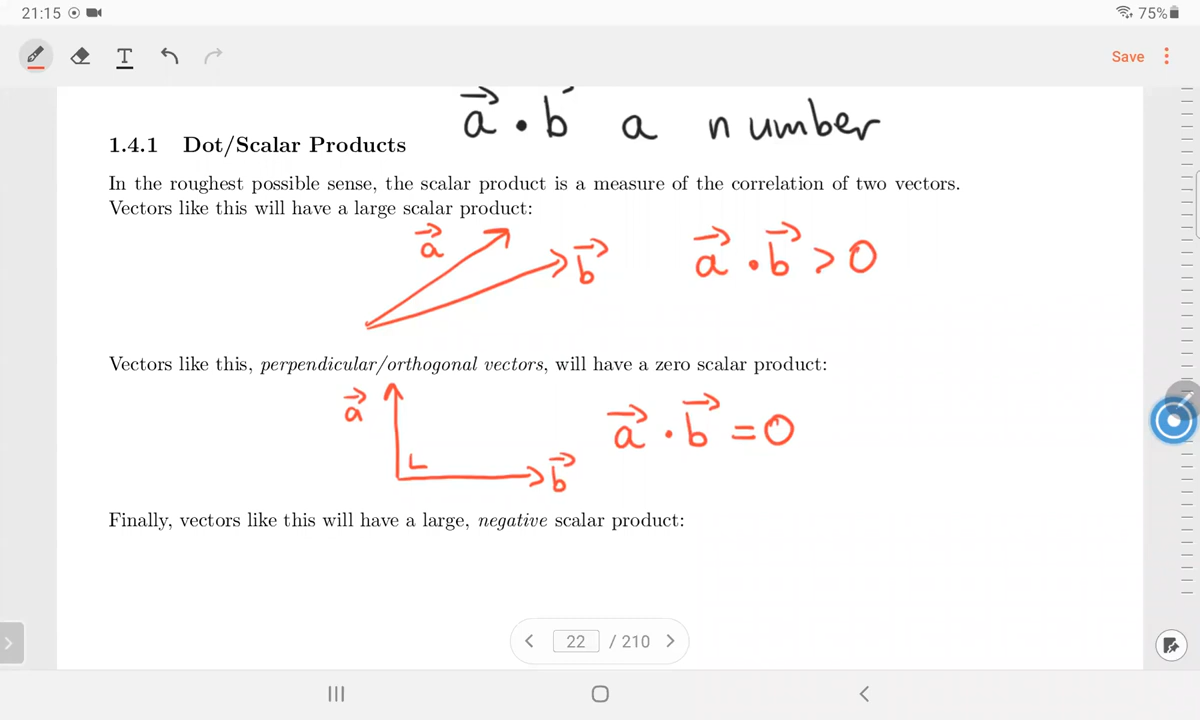 21:15 75%
T Save
a⃗ · b⃗ a number
1.4.1 Dot/Scalar Products
In the roughest possible sense, the scalar product is a measure of the correlation of two vectors.
Vectors like this will have a large scalar product:
a⃗ b⃗ a⃗ · b⃗ > 0
Vectors like this, perpendicular/orthogonal vectors, will have a zero scalar product:
a⃗ b⃗ a⃗ · b⃗ = 0
Finally, vectors like this will have a large, negative scalar product:
22 / 210